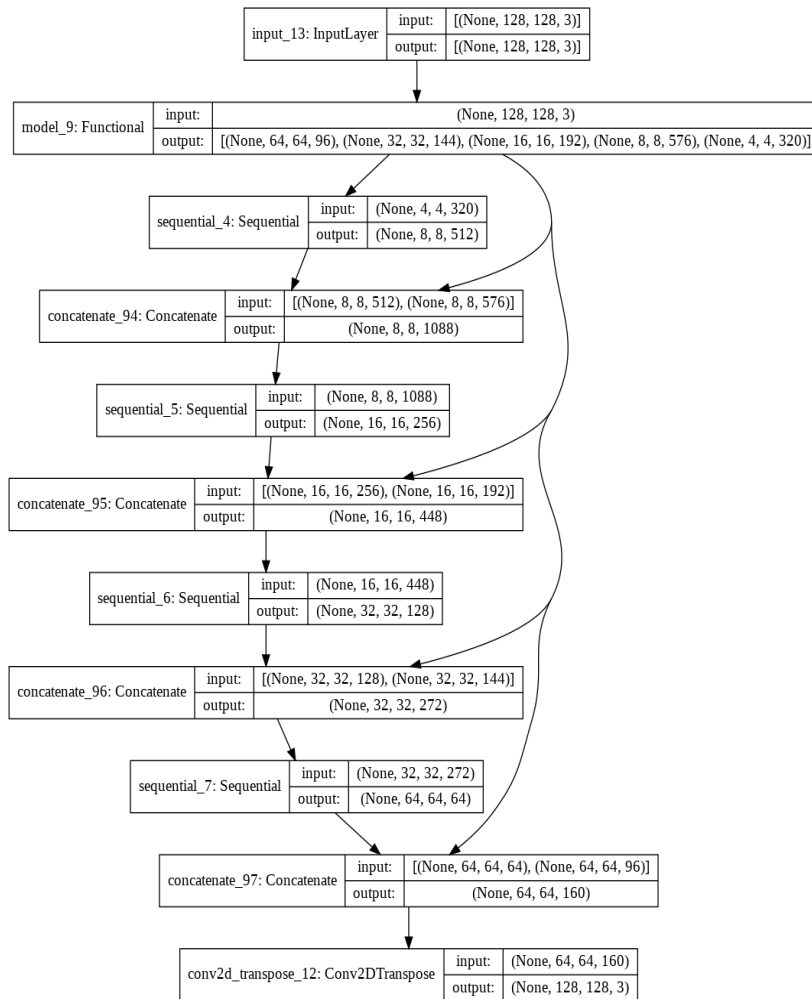 input_13: InputLayer
input:
[(None, 128, 128, 3)]
output:
[(None, 128, 128, 3)]
model_9: Functional
input:
(None, 128, 128, 3)
output:
[(None, 64, 64, 96), (None, 32, 32, 144), (None, 16, 16, 192), (None, 8, 8, 576), (None, 4, 4, 320)]
sequential_4: Sequential
input:
(None, 4, 4, 320)
output:
(None, 8, 8, 512)
concatenate_94: Concatenate
input:
[(None, 8, 8, 512), (None, 8, 8, 576)]
output:
(None, 8, 8, 1088)
sequential_5: Sequential
input:
(None, 8, 8, 1088)
output:
(None, 16, 16, 256)
concatenate_95: Concatenate
input:
[(None, 16, 16, 256), (None, 16, 16, 192)]
output:
(None, 16, 16, 448)
sequential_6: Sequential
input:
(None, 16, 16, 448)
output:
(None, 32, 32, 128)
concatenate_96: Concatenate
input:
[(None, 32, 32, 128), (None, 32, 32, 144)]
output:
(None, 32, 32, 272)
sequential_7: Sequential
input:
(None, 32, 32, 272)
output:
(None, 64, 64, 64)
concatenate_97: Concatenate
input:
[(None, 64, 64, 64), (None, 64, 64, 96)]
output:
(None, 64, 64, 160)
conv2d_transpose_12: Conv2DTranspose
input:
(None, 64, 64, 160)
output:
(None, 128, 128, 3)